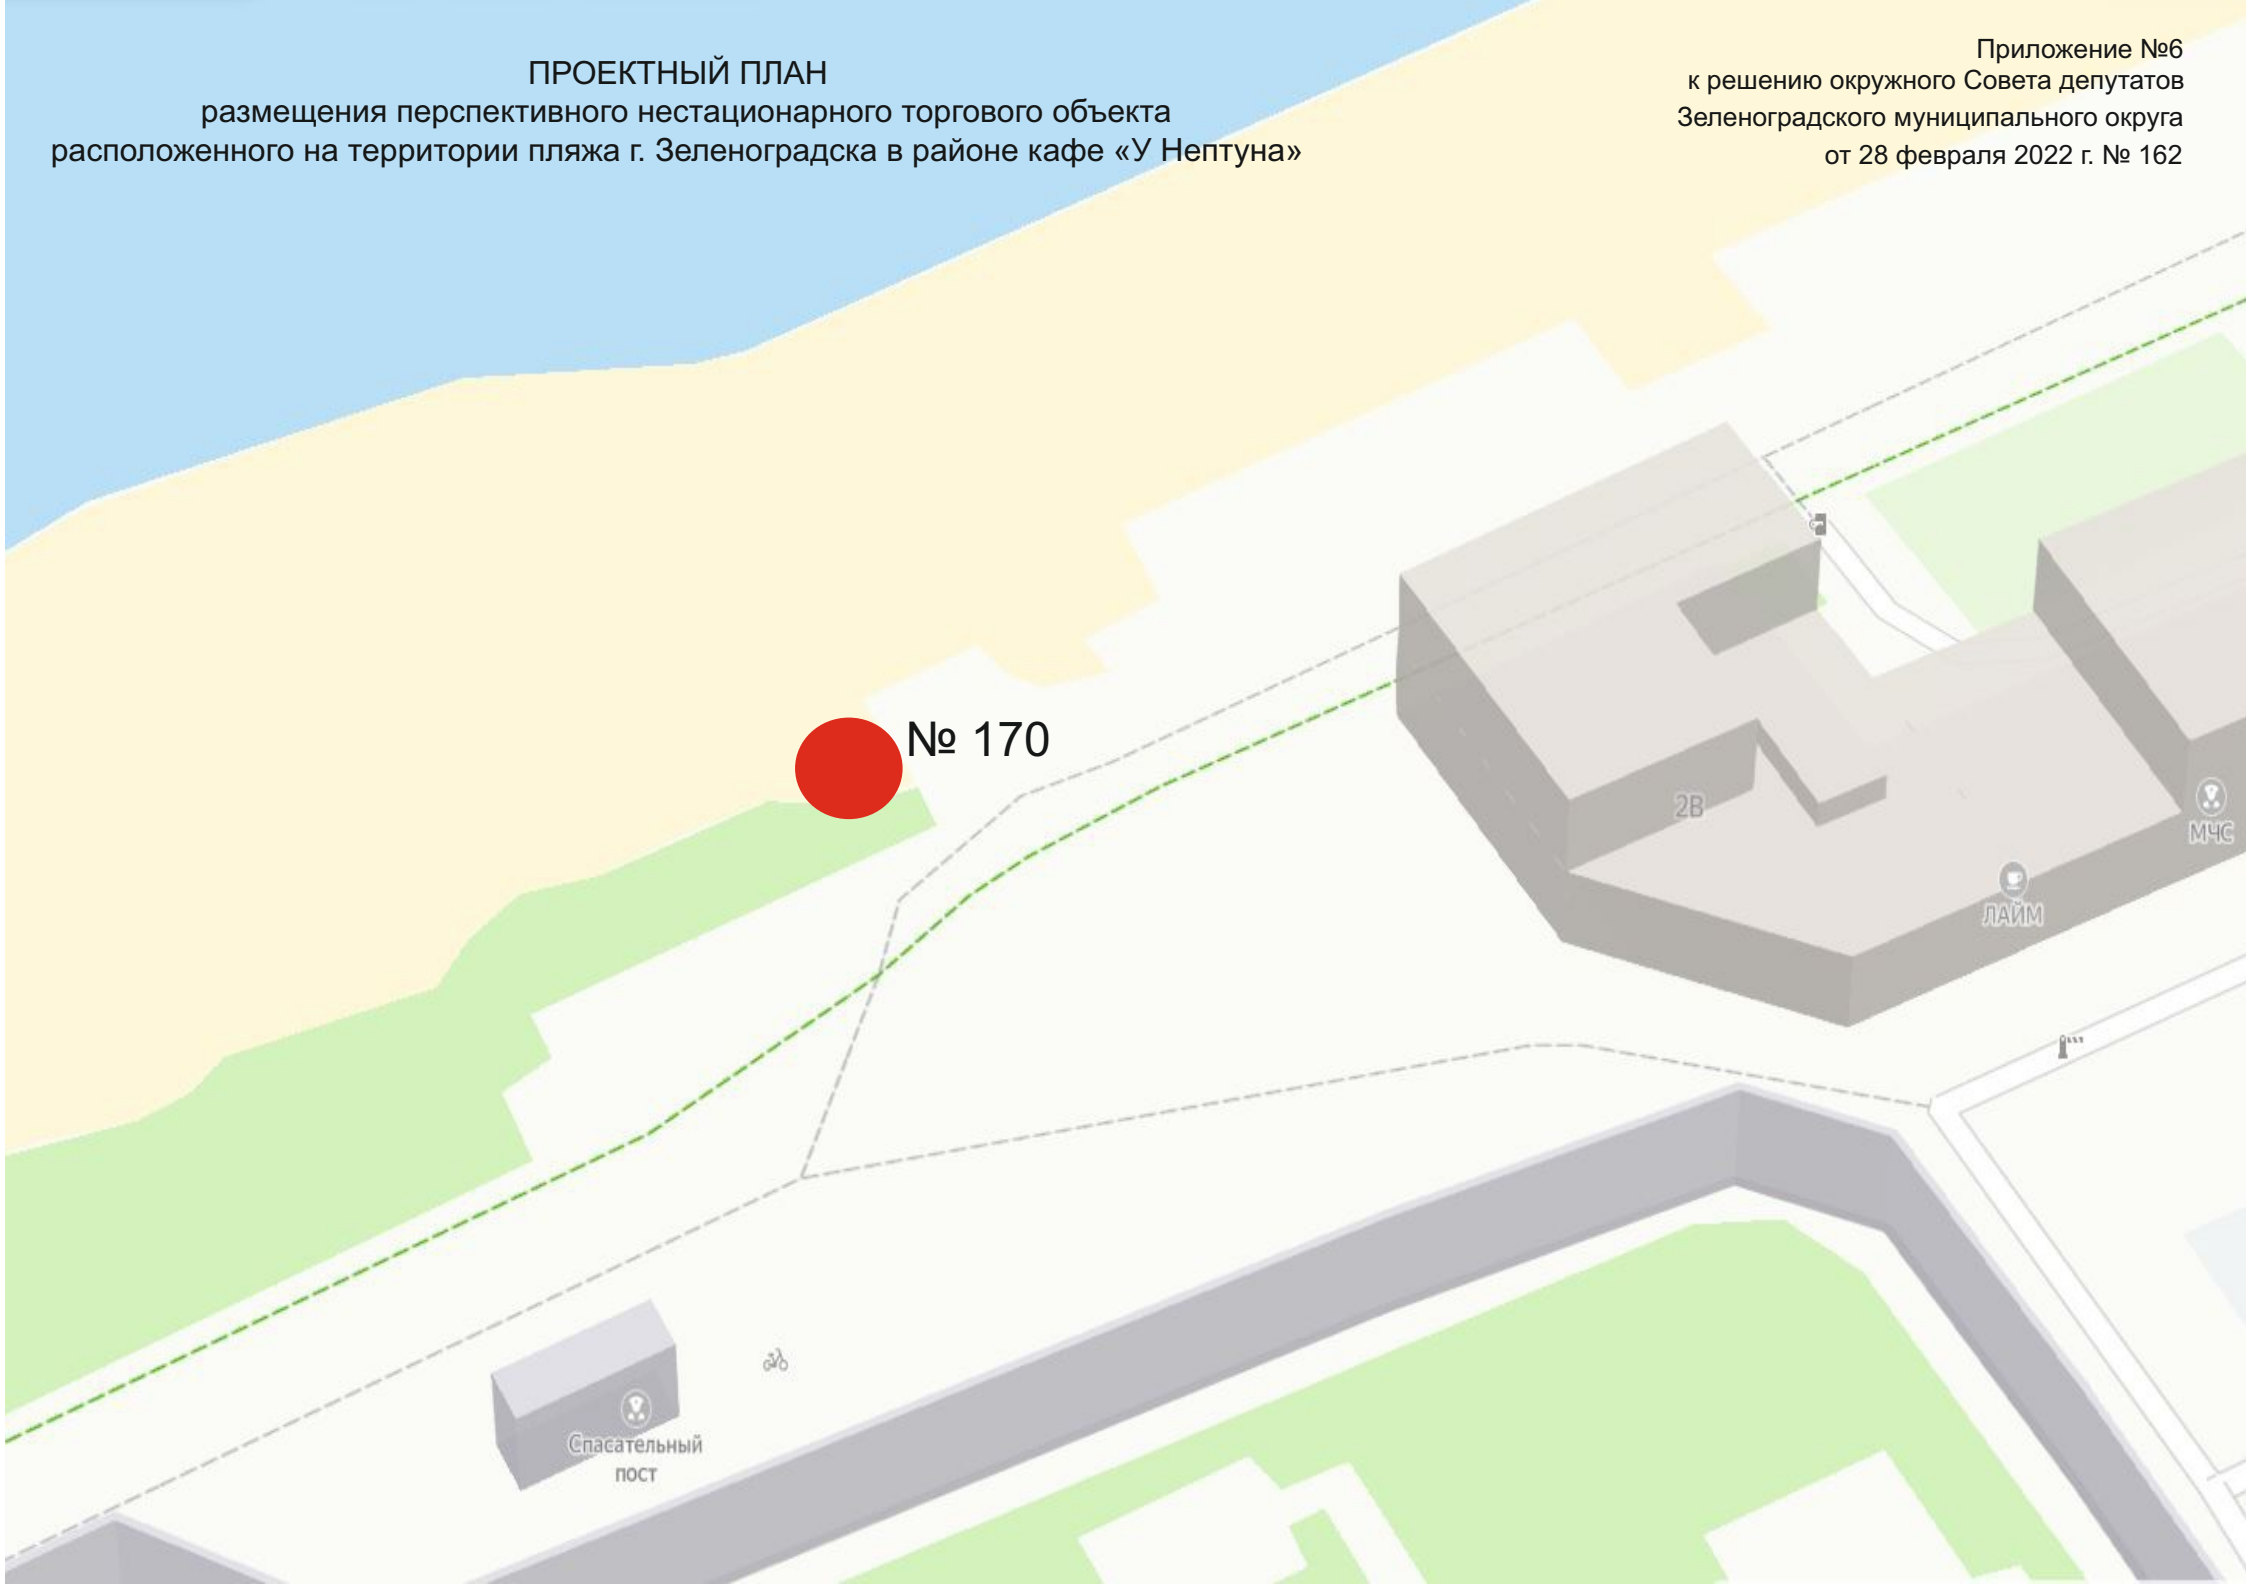 ПРОЕКТНЫЙ ПЛАН
размещения перспективного нестационарного торгового объекта
расположенного на территории пляжа г. Зеленоградска в районе кафе «У Нептуна»
Приложение №6
к решению окружного Совета депутатов
Зеленоградского муниципального округа
от 28 февраля 2022 г. № 162
№ 170
2В
МЧС
ЛАЙМ
Спасательный
пост